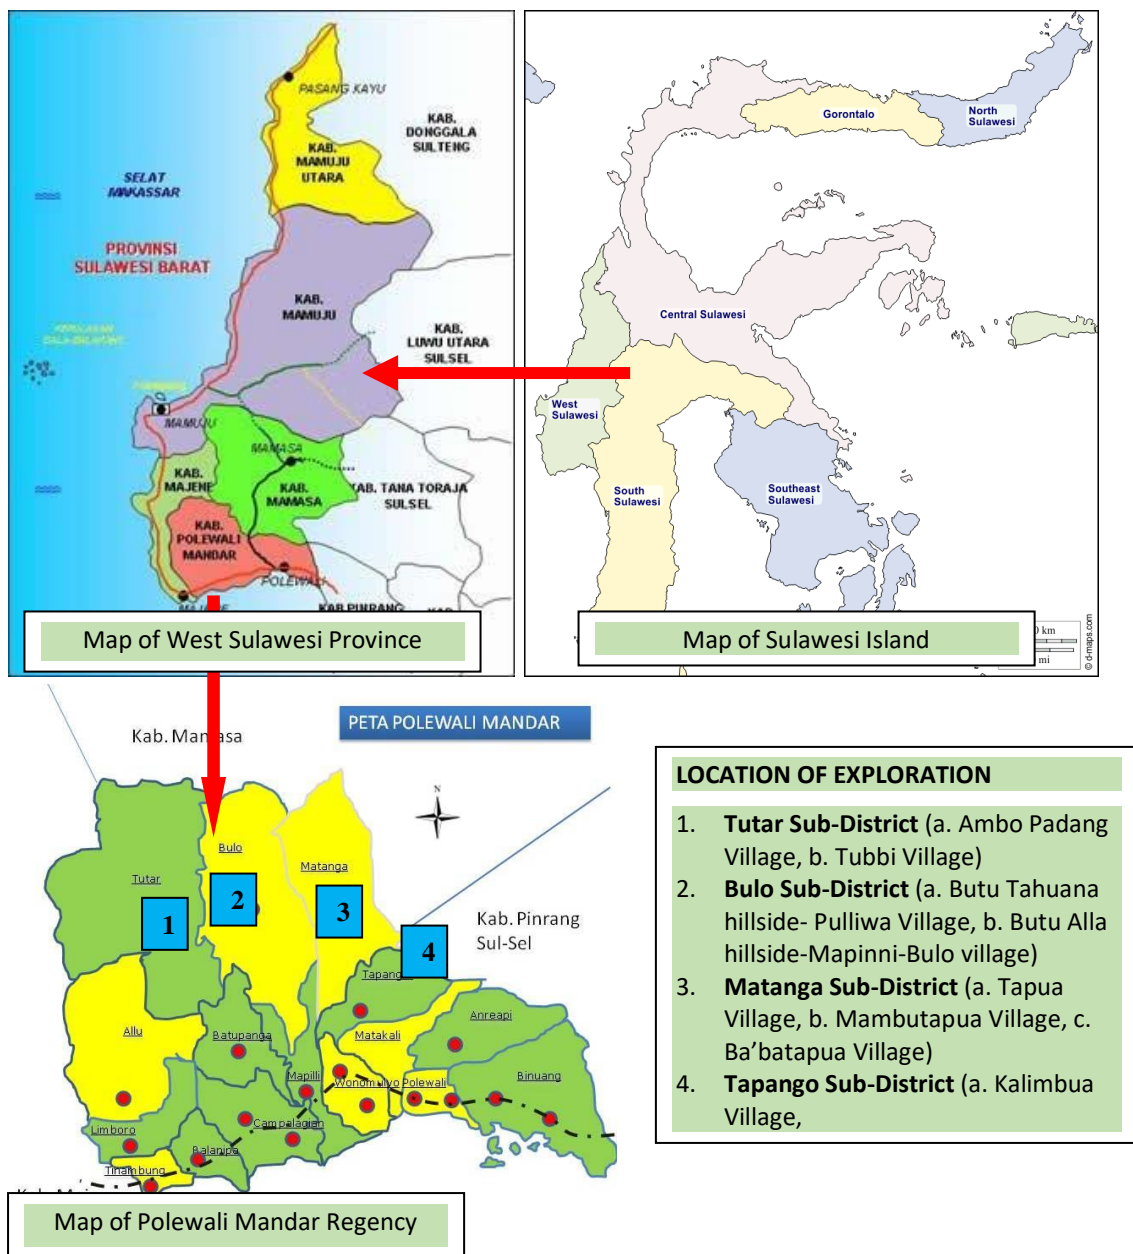 PASANG KAYU
KAB.
DONGGALA
SULTENG
KAB.
MAMUJU
UTARA
SELAT
MAKASSAR
PROVINSI
SULAWESI BARAT
KAB.
MAMUJU
KAB.
LUWU UTARA
SULSEL
MAMUJU
MAMASA
KAB.
MAJENE
KAB.
MAMASA
KAB. TANA TORAJA
SULSEL
KAB.
POLEWALI
MANDAR
POLEWALI
KAB PINRANG
Map of West Sulawesi Province
Gorontalo
North
Sulawesi
Central Sulawesi
West
Sulawesi
South
Sulawesi
Southeast
Sulawesi
0 km
mi
© d-maps.com
Map of Sulawesi Island
PETA POLEWALI MANDAR
Kab. Mamasa
N
Bulo
Matanga
Tutar
1
2
3
4
Kab. Pinrang
Sul-Sel
Tapango
Allu
Batupanga
Matakali
Anreapi
Mapilli
Wonomulyo
Polewali
Binuang
Limboro
Campalagian
Balanipa
Tinambung
Map of Polewali Mandar Regency
LOCATION OF EXPLORATION
1. Tutar Sub-District (a. Ambo Padang
Village, b. Tubbi Village)
2. Bulo Sub-District (a. Butu Tahuana
hillside- Pulliwa Village, b. Butu Alla
hillside-Mapinni-Bulo village)
3. Matanga Sub-District (a. Tapua
Village, b. Mambutapua Village, c.
Ba’batapua Village)
4. Tapango Sub-District (a. Kalimbua
Village,